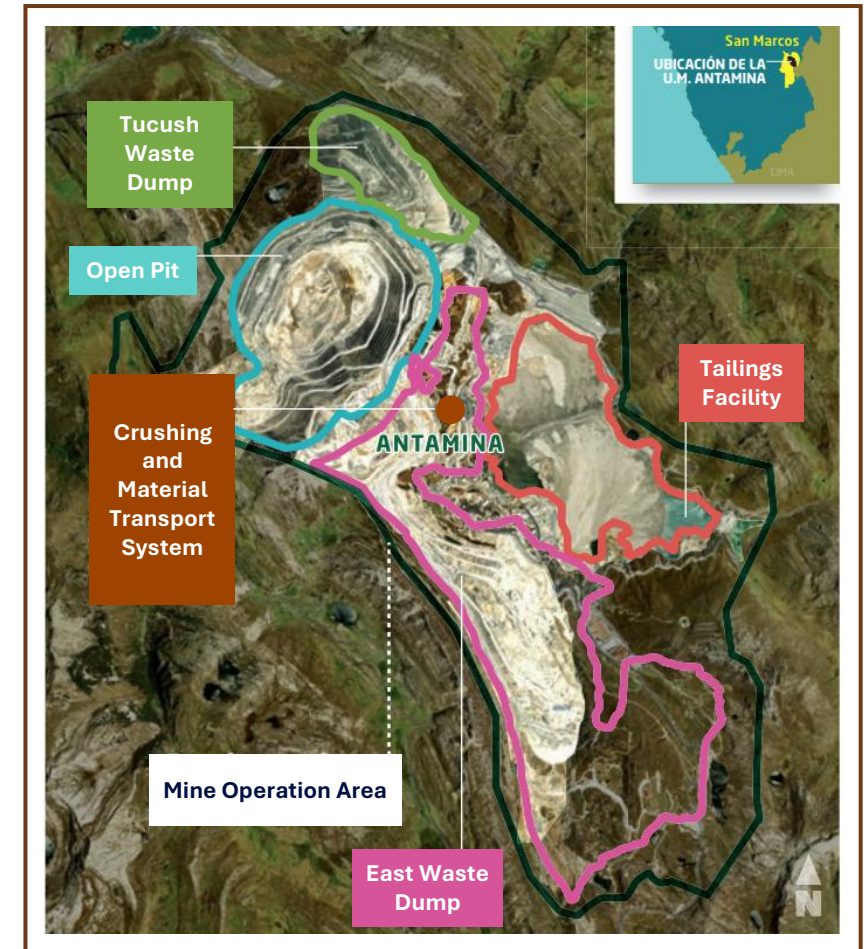 San Marcos
UBICACIÓN DE LA
U.M. ANTAMINA
LIMA
Tucush
Waste
Dump
Open Pit
Tailings
Facility
Crushing
and
Material
Transport
System
ANTAMINA
Mine Operation Area
East Waste
Dump
N